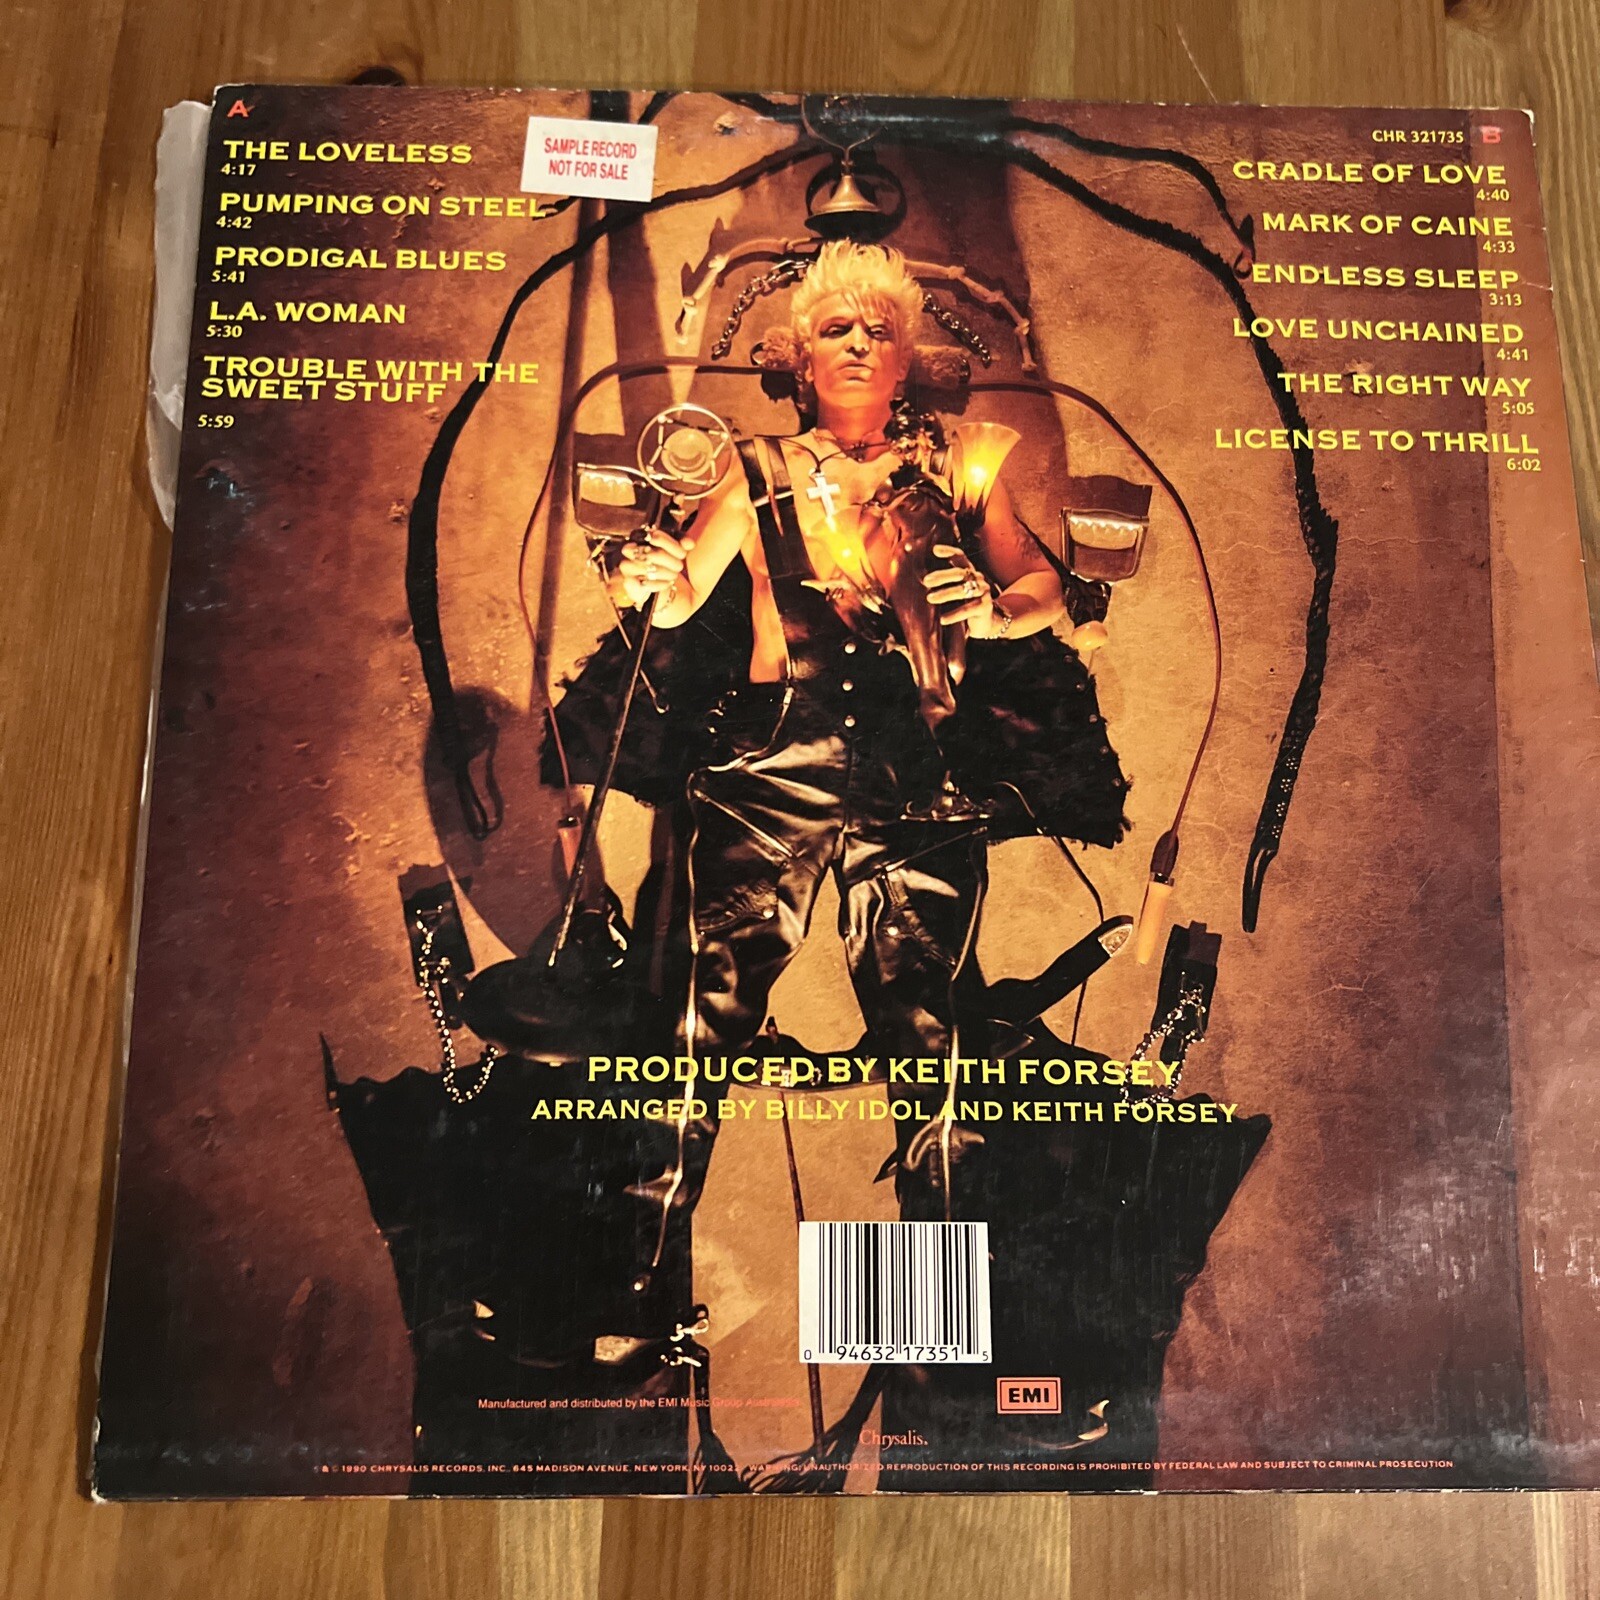 A
THE LOVELESS
4:17
PUMPING ON STEEL
4:42
PRODIGAL BLUES
5:41
L.A. WOMAN
5:30
TROUBLE WITH THE
SWEET STUFF
5:59
SAMPLE RECORD
NOT FOR SALE
CHR 321735 B
CRADLE OF LOVE
4:40
MARK OF CAINE
4:33
ENDLESS SLEEP
3:13
LOVE UNCHAINED
4:41
THE RIGHT WAY
5:05
LICENSE TO THRILL
6:02
PRODUCED BY KEITH FORSEY
ARRANGED BY BILLY IDOL AND KEITH FORSEY
0 94632 17351 5
EMI
Manufactured and distributed by the EMI Music Group Australasia
Chrysalis.
℗ © 1990 CHRYSALIS RECORDS, INC., 645 MADISON AVENUE, NEW YORK, NY 10022. WARNING: UNAUTHORIZED REPRODUCTION OF THIS RECORDING IS PROHIBITED BY FEDERAL LAW AND SUBJECT TO CRIMINAL PROSECUTION.